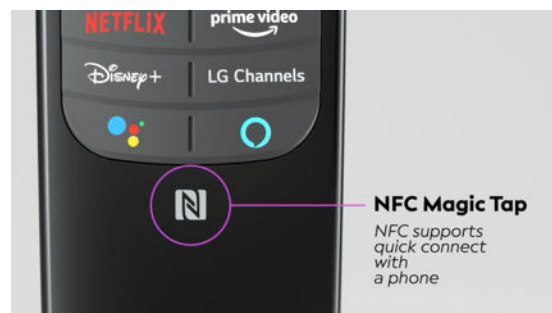 NETFLIX
prime video
Disney+
LG Channels
NFC Magic Tap
NFC supports
quick connect
with
a phone